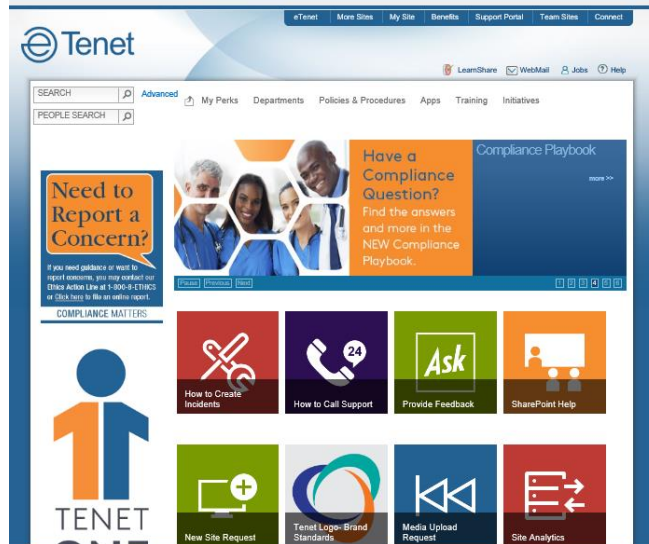 eTenet More Sites My Site Benefits Support Portal Team Sites Connect
Tenet
LearnShare WebMail Jobs Help
SEARCH Advanced
PEOPLE SEARCH
My Perks Departments Policies & Procedures Apps Training Initiatives
Need to
Report a
Concern?
If you need guidance or want to
report concerns, you may contact our
Ethics Action Line at 1-800-8-ETHICS
or Click here to file an online report.
COMPLIANCE MATTERS
Have a
Compliance
Question?
Find the answers
and more in the
NEW Compliance
Playbook.
Compliance Playbook
more >>
Pause Previous Next
1 2 3 4 5 6
How to Create
Incidents
24
How to Call Support
Ask
Provide Feedback
SharePoint Help
TENET
ONE
New Site Request
Tenet Logo- Brand
Standards
Media Upload
Request
Site Analytics